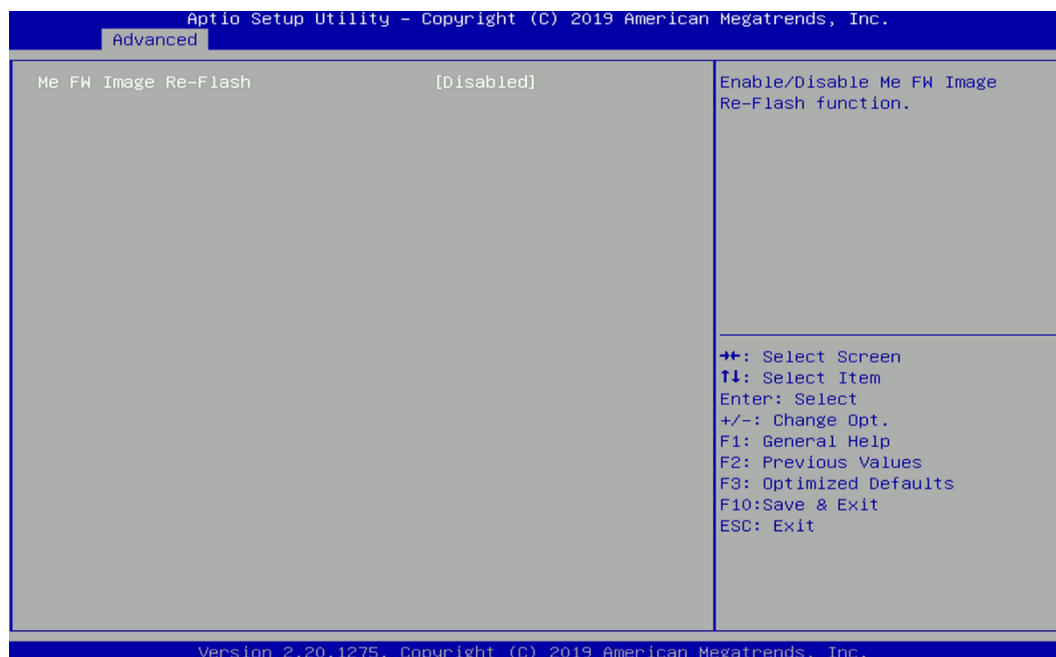 Aptio Setup Utility – Copyright (C) 2019 American Megatrends, Inc.
Advanced
Me FW Image Re-Flash [Disabled]
Enable/Disable Me FW Image
Re-Flash function.
→←: Select Screen
↑↓: Select Item
Enter: Select
+/-: Change Opt.
F1: General Help
F2: Previous Values
F3: Optimized Defaults
F10:Save & Exit
ESC: Exit
Version 2.20.1275. Copyright (C) 2019 American Megatrends, Inc.